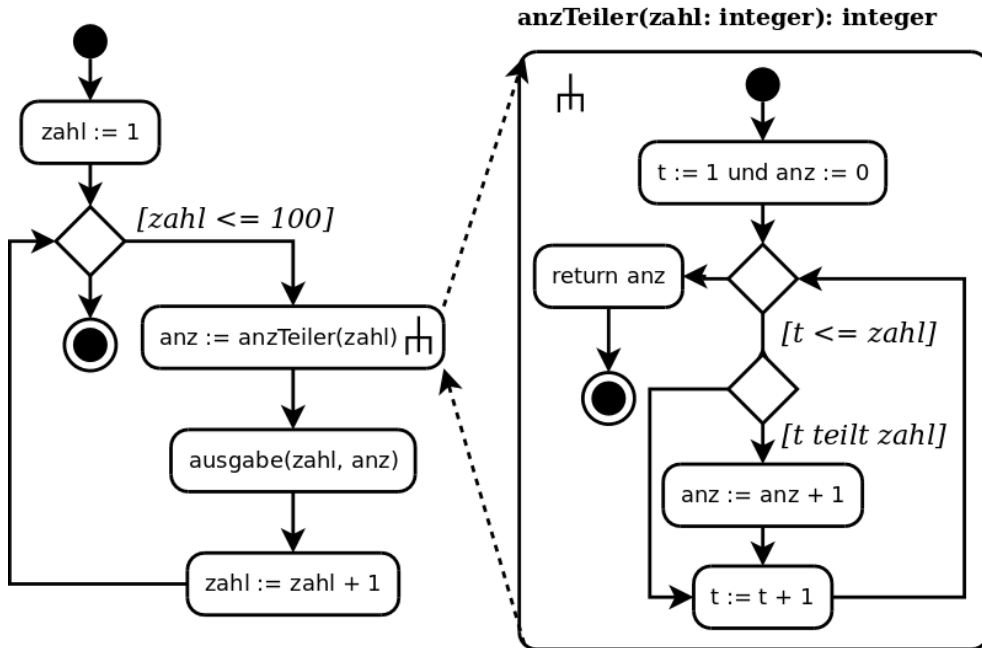 anzTeiler(zahl: integer): integer
zahl := 1
[zahl <= 100]
anz := anzTeiler(zahl)
ausgabe(zahl, anz)
zahl := zahl + 1
t := 1 und anz := 0
return anz
[t <= zahl]
[t teilt zahl]
anz := anz + 1
t := t + 1